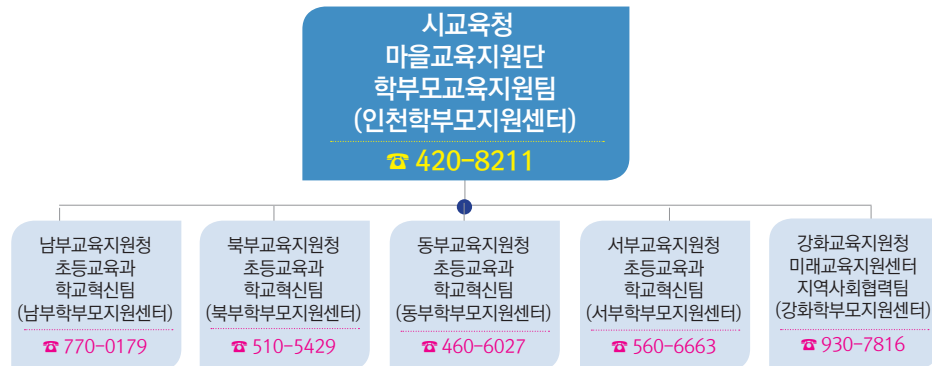 시교육청
마을교육지원단
학부모교육지원팀
(인천학부모지원센터)
☎ 420-8211
남부교육지원청
초등교육과
학교혁신팀
(남부학부모지원센터)
☎ 770-0179
북부교육지원청
초등교육과
학교혁신팀
(북부학부모지원센터)
☎ 510-5429
동부교육지원청
초등교육과
학교혁신팀
(동부학부모지원센터)
☎ 460-6027
서부교육지원청
초등교육과
학교혁신팀
(서부학부모지원센터)
☎ 560-6663
강화교육지원청
미래교육지원센터
지역사회협력팀
(강화학부모지원센터)
☎ 930-7816